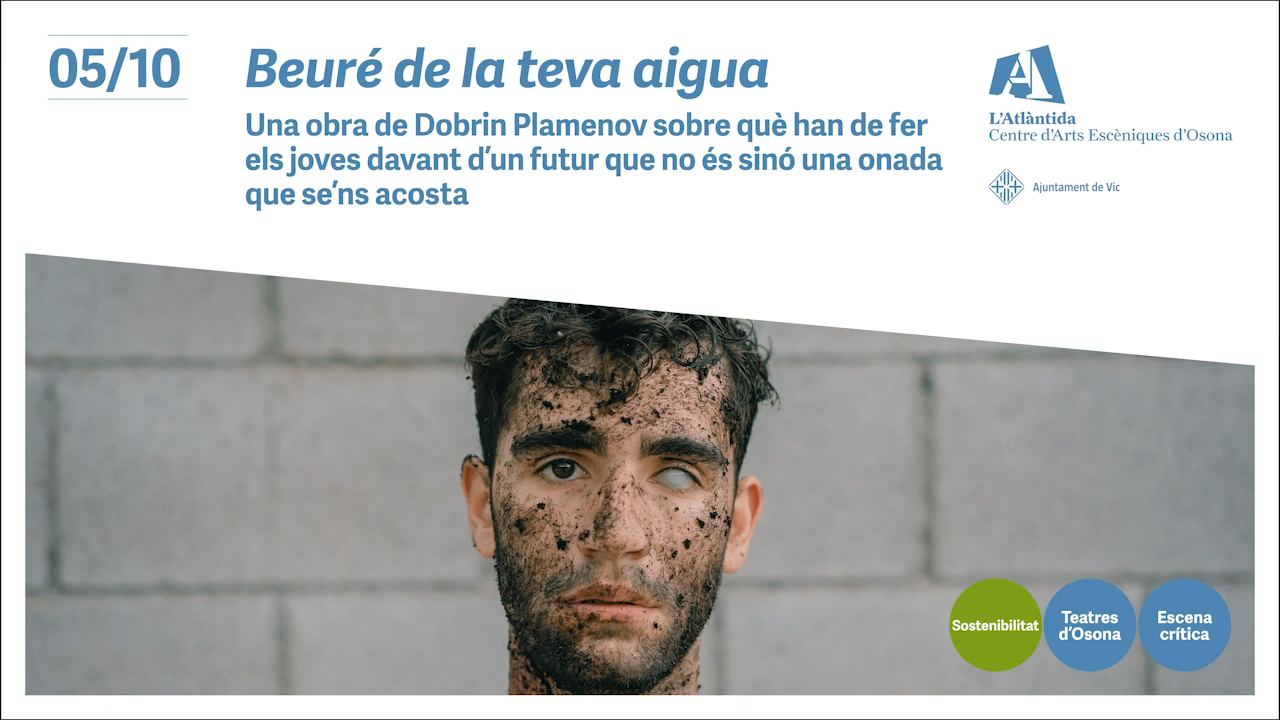 05/10
Beuré de la teva aigua
Una obra de Dobrin Plamenov sobre què han de fer
els joves davant d'un futur que no és sinó una onada
que se'ns acosta
L'Atlàntida
Centre d'Arts Escèniques d'Osona
Ajuntament de Vic
Sostenibilitat
Teatres
d'Osona
Escena
crítica